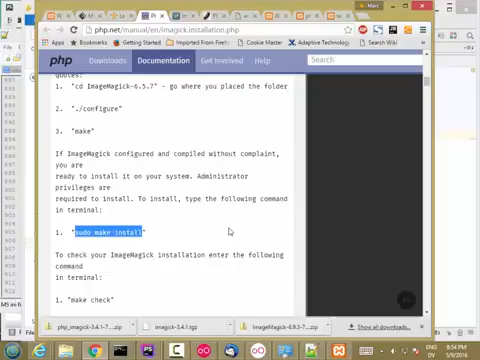 Marc
php.net/manual/en/imagick.installation.php
Apps
Bookmarks
Getting Started
Imported From Firefo
Cookie Master
Adaptive Technology
Search Wiki
php
Downloads
Documentation
Get Involved
Help
Search
quotes:
1. "cd ImageMagick-6.5.7" - go where you placed the folder
2. "./configure"
3. "make"
If ImageMagick configured and compiled without complaint,
you are
ready to install it on your system. Administrator
privileges are
required to install. To install, type the following command
in terminal:
1. "sudo make install"
To check your ImageMagick installation enter the following
command
in terminal:
1. "make check"
php_imagick-3.4.1-7....zip
imagick-3.4.1.tgz
ImageMagick-6.9.3-7....zip
Show all downloads...
MS ini f
ENG
DV
8:54 PM
5/9/2016